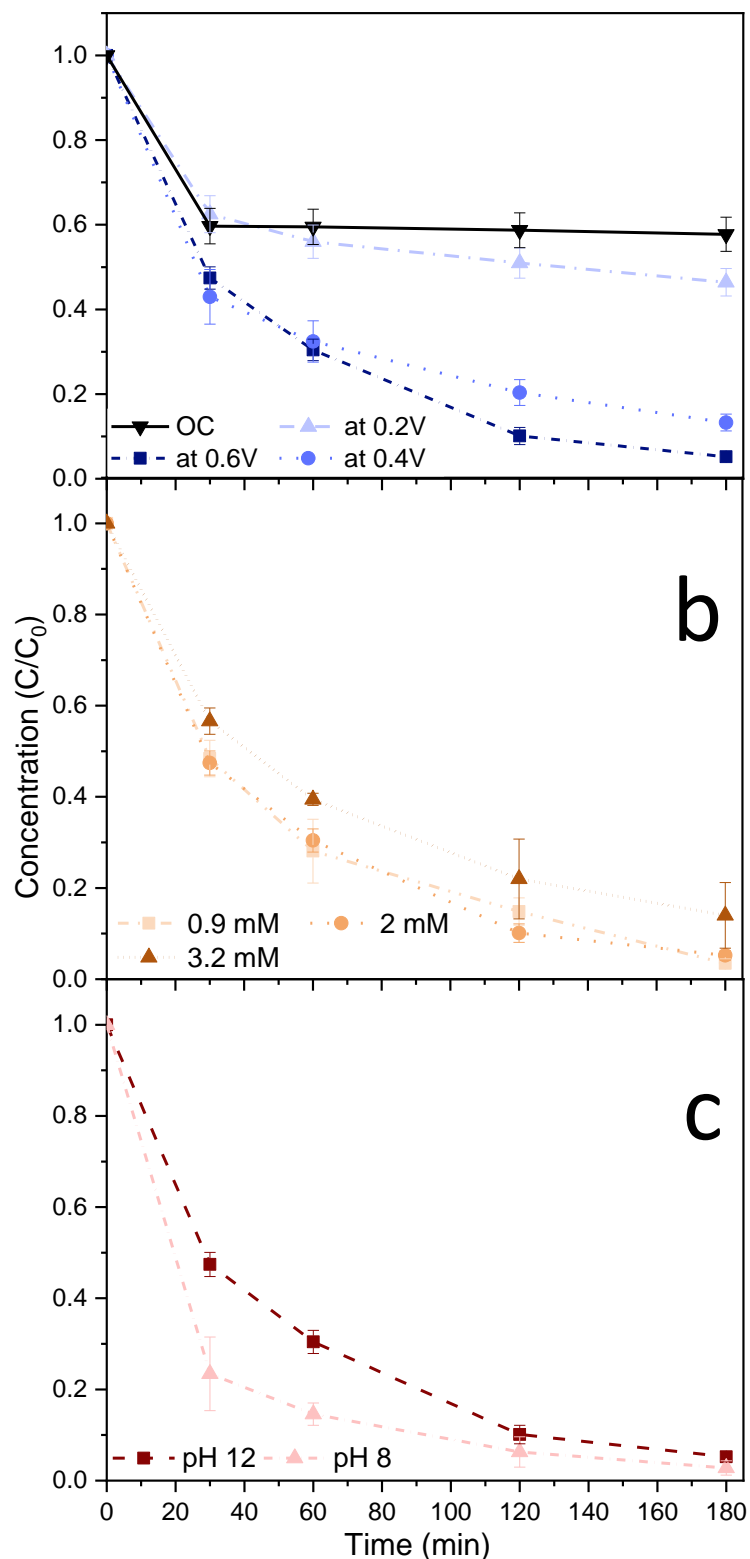 1.0
0.8
0.6
0.4
0.2
0.0
OC at 0.2V
at 0.6V at 0.4V
b
1.0
0.8
0.6
0.4
0.2
0.0
Concentration (C/C₀)
0.9 mM 2 mM
3.2 mM
c
1.0
0.8
0.6
0.4
0.2
0.0
pH 12 pH 8
0 20 40 60 80 100 120 140 160 180
Time (min)